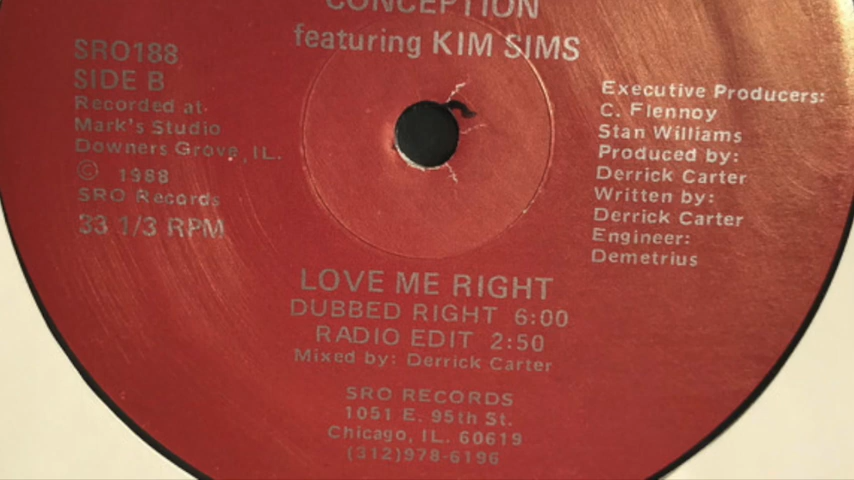 CONCEPTION
featuring KIM SIMS
SRO188
SIDE B
Recorded at
Mark's Studio
Downers Grove, IL.
© 1988
SRO Records
33 1/3 RPM
Executive Producers:
C. Flennoy
Stan Williams
Produced by:
Derrick Carter
Written by:
Derrick Carter
Engineer:
Demetrius
LOVE ME RIGHT
DUBBED RIGHT 6:00
RADIO EDIT 2:50
Mixed by: Derrick Carter
SRO RECORDS
1051 E. 95th St.
Chicago, IL. 60619
(312)978-6196